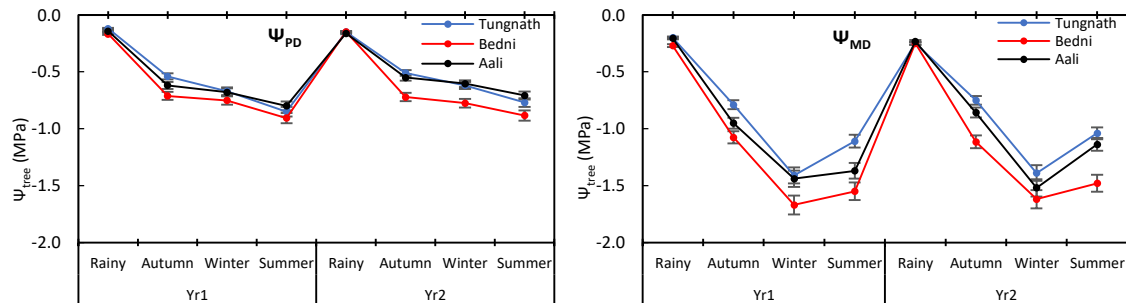 0.0
-0.5
-1.0
-1.5
-2.0
Ψtree (MPa)
ΨPD
Tungnath
Bedni
Aali
Rainy Autumn Winter Summer Rainy Autumn Winter Summer
Yr1 Yr2
0.0
-0.5
-1.0
-1.5
-2.0
Ψtree (MPa)
ΨMD
Tungnath
Bedni
Aali
Rainy Autumn Winter Summer Rainy Autumn Winter Summer
Yr1 Yr2